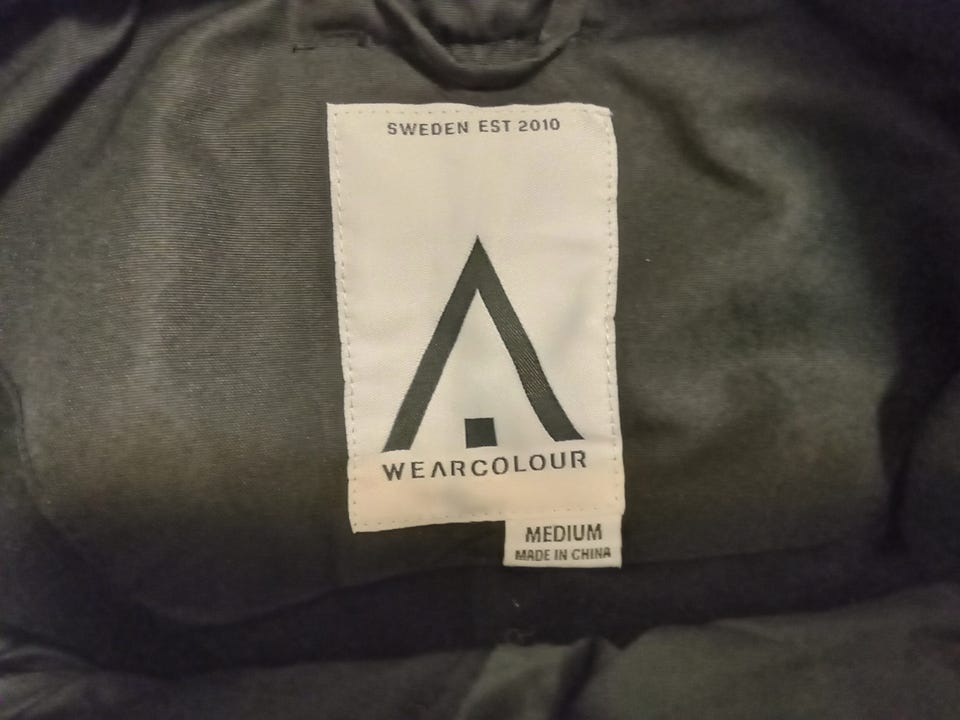 SWEDEN EST 2010
WEARCOLOUR
MEDIUM
MADE IN CHINA